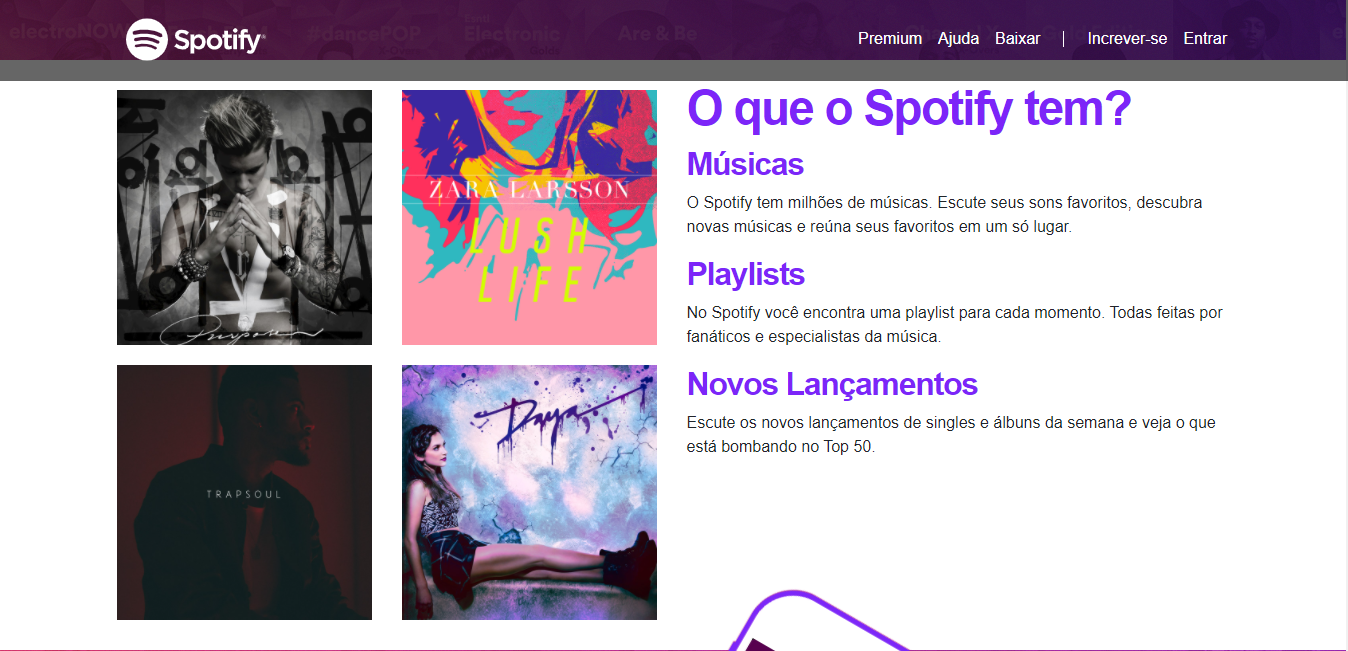 electroNOW
Spotify
#dancePOP
Electronic
Are & Be
Premium
Ajuda
Baixar
|
Increver-se
Entrar
Purpose
ZARA LARSSON
LUSH
LIFE
TRAPSOUL
Daya
O que o Spotify tem?
Músicas
O Spotify tem milhões de músicas. Escute seus sons favoritos, descubra
novas músicas e reúna seus favoritos em um só lugar.
Playlists
No Spotify você encontra uma playlist para cada momento. Todas feitas por
fanáticos e especialistas da música.
Novos Lançamentos
Escute os novos lançamentos de singles e álbuns da semana e veja o que
está bombando no Top 50.